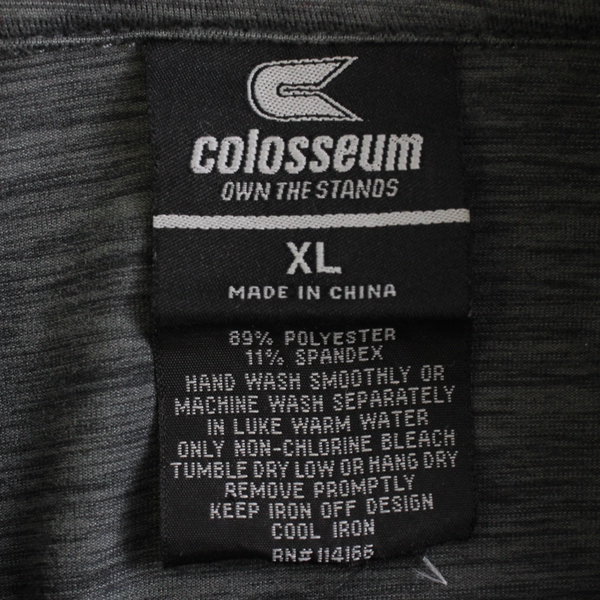 colosseum
OWN THE STANDS
XL
MADE IN CHINA
89% POLYESTER
11% SPANDEX
HAND WASH SMOOTHLY OR
MACHINE WASH SEPARATELY
IN LUKE WARM WATER
ONLY NON-CHLORINE BLEACH
TUMBLE DRY LOW OR HANG DRY
REMOVE PROMPTLY
KEEP IRON OFF DESIGN
COOL IRON
RN# 114166